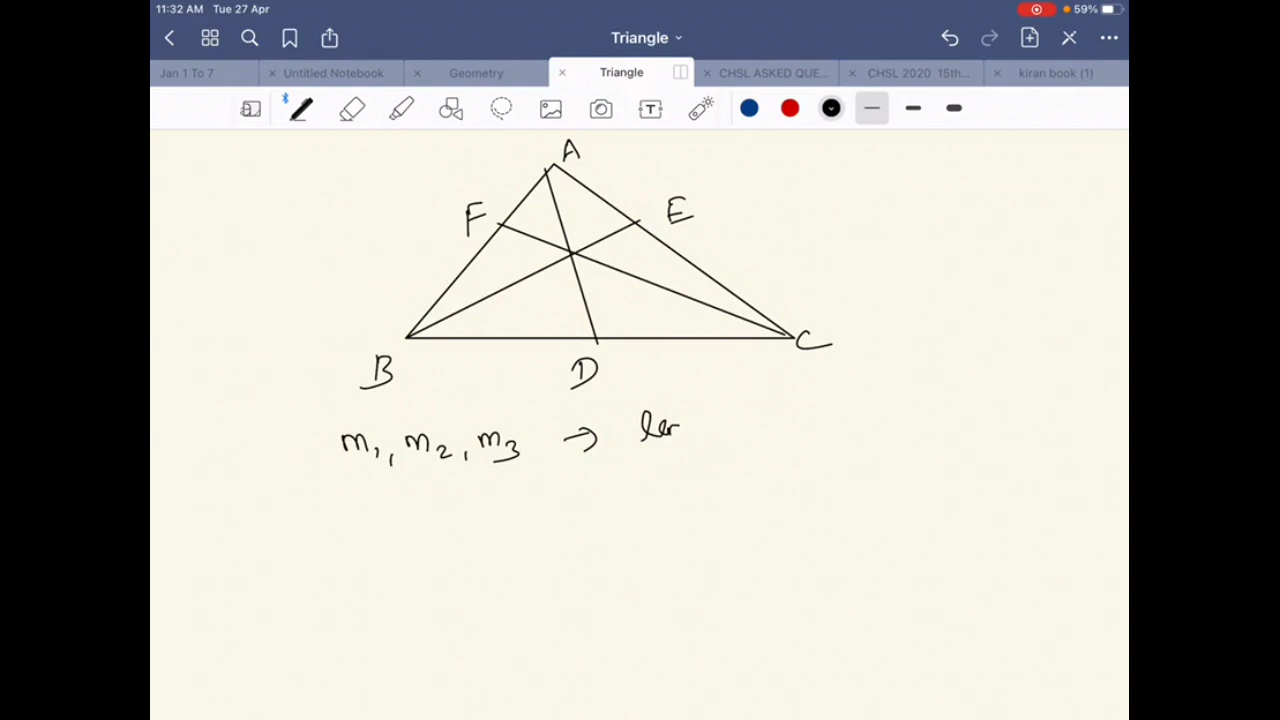 11:32 AM Tue 27 Apr
59%
Triangle
Jan 1 To 7
Untitled Notebook
Geometry
Triangle
CHSL ASKED QUE...
CHSL 2020 15th...
kiran book (1)
T
A
F
E
B
D
C
m₁, m₂, m₃ →